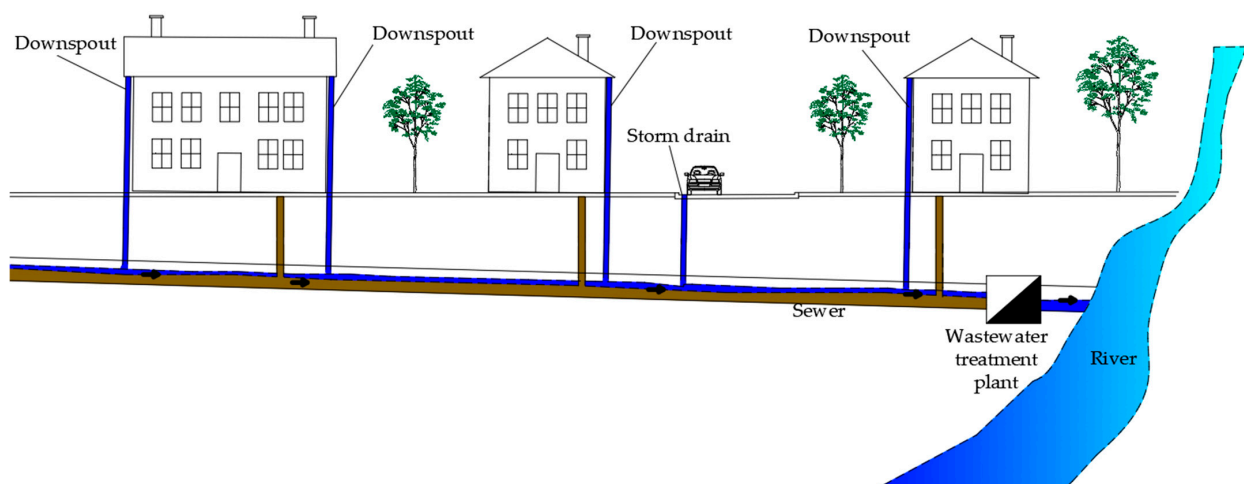 Downspout
Downspout
Downspout
Downspout
Storm drain
Sewer
Wastewater
treatment
plant
River